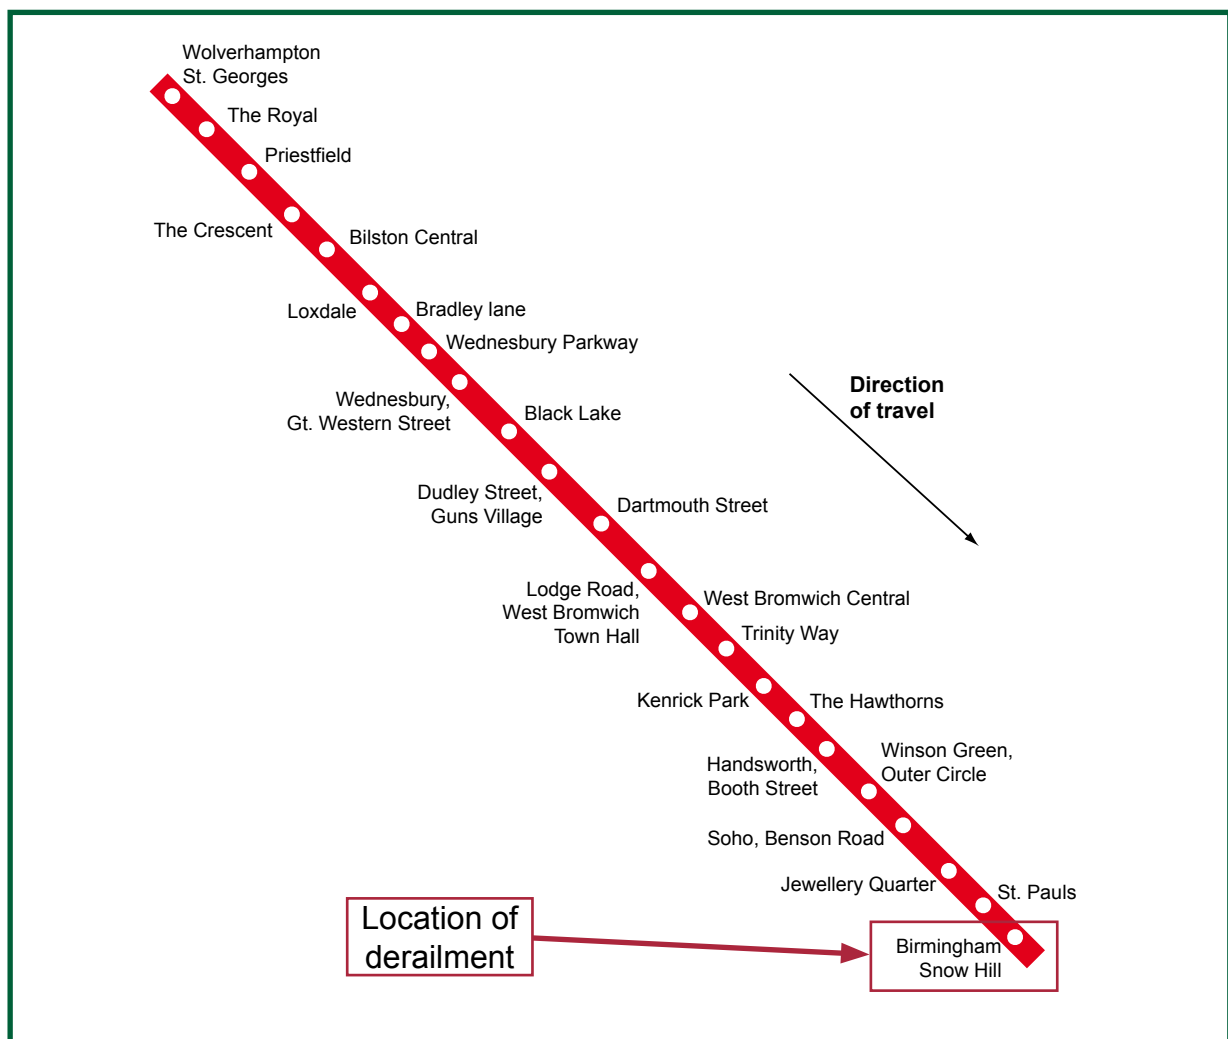 Wolverhampton
St. Georges
The Royal
Priestfield
The Crescent
Bilston Central
Loxdale
Bradley lane
Wednesbury Parkway
Wednesbury,
Gt. Western Street
Black Lake
Direction
of travel
Dudley Street,
Guns Village
Dartmouth Street
Lodge Road,
West Bromwich
Town Hall
West Bromwich Central
Trinity Way
Kenrick Park
The Hawthorns
Handsworth,
Booth Street
Winson Green,
Outer Circle
Soho, Benson Road
Jewellery Quarter
St. Pauls
Location of
derailment
Birmingham
Snow Hill